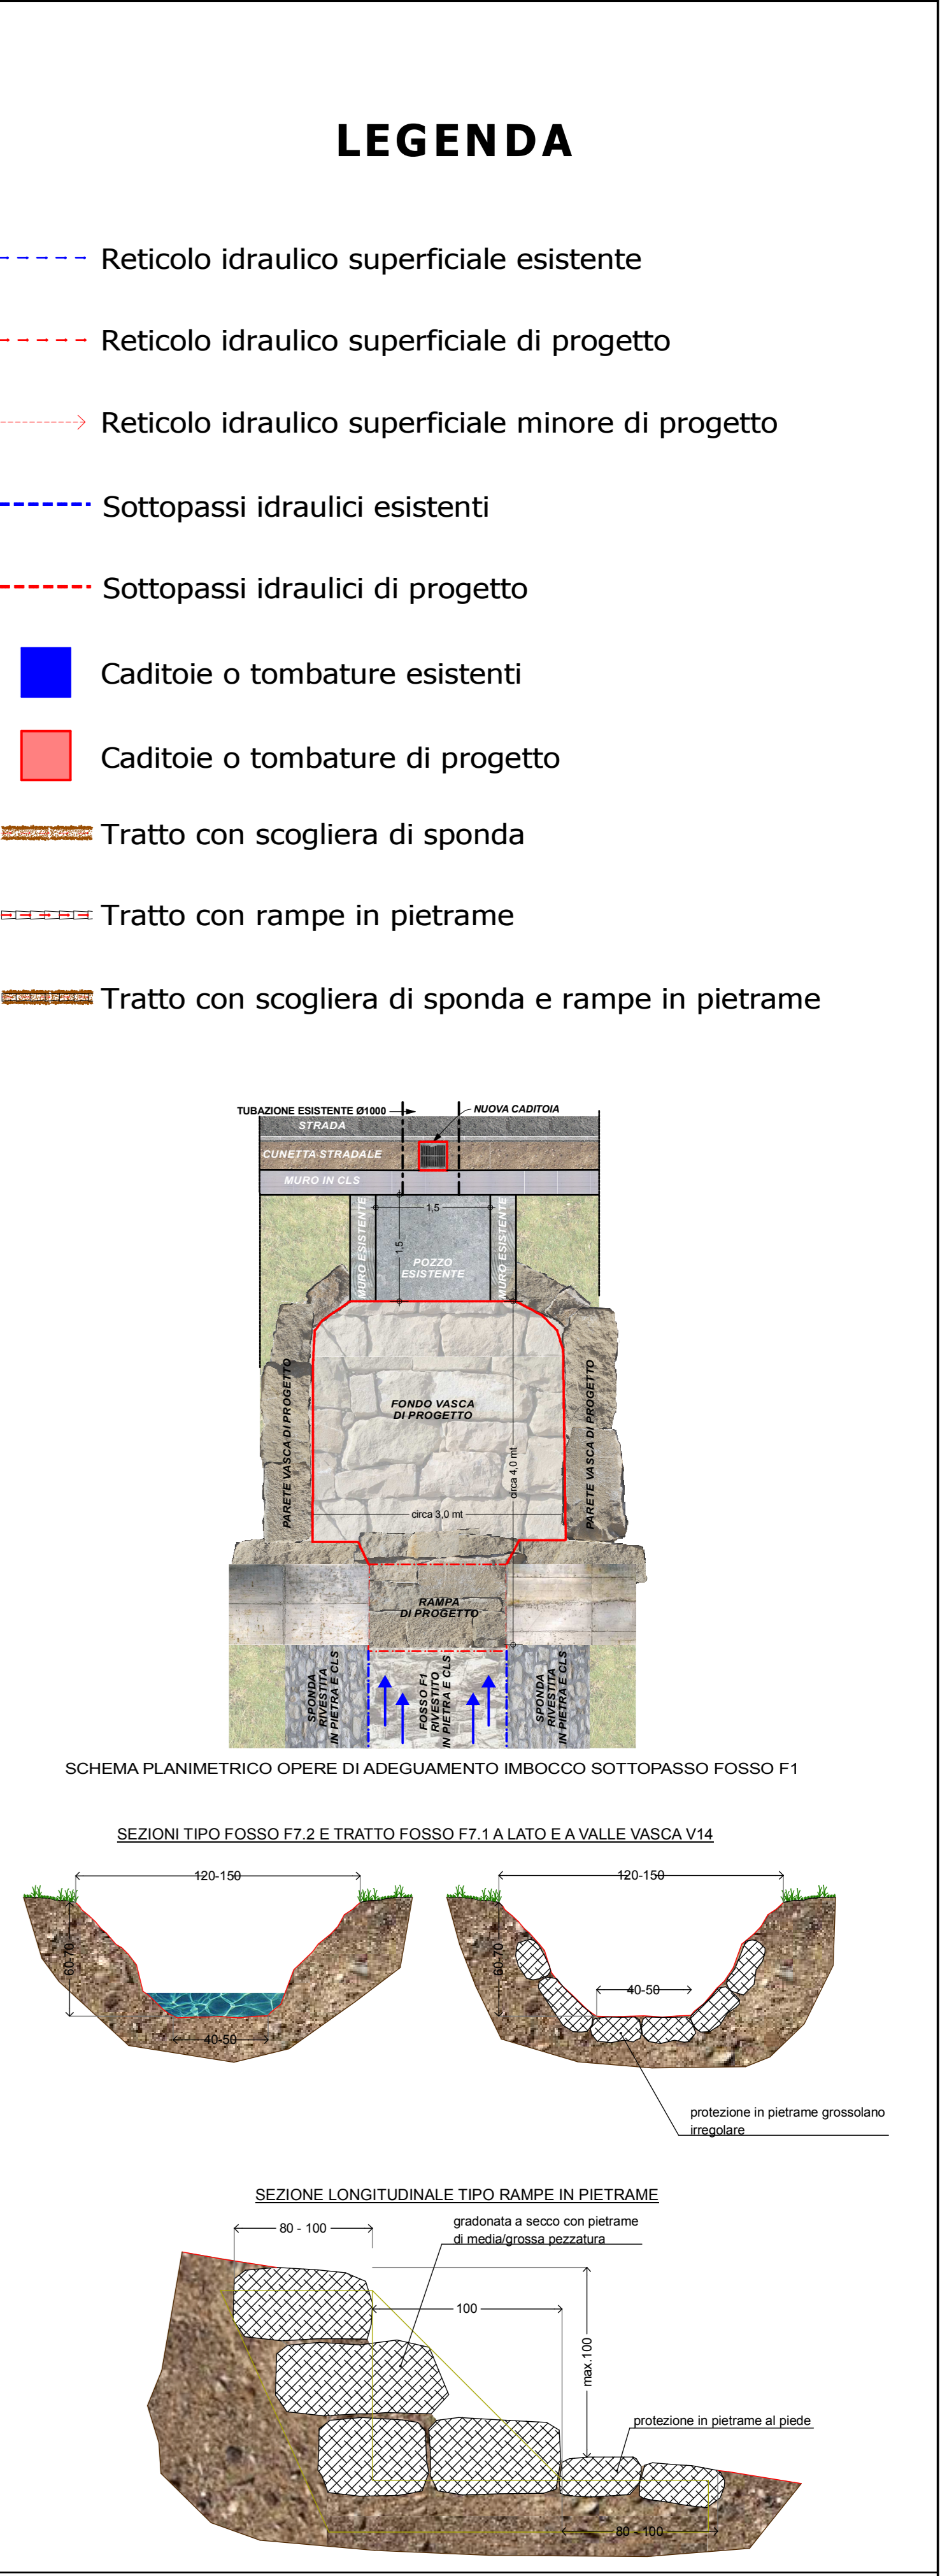 LEGENDA
Reticolo idraulico superficiale esistente
Reticolo idraulico superficiale di progetto
Reticolo idraulico superficiale minore di progetto
Sottopassi idraulici esistenti
Sottopassi idraulici di progetto
Caditoie o tombature esistenti
Caditoie o tombature di progetto
Tratto con scogliera di sponda
Tratto con rampe in pietrame
Tratto con scogliera di sponda e rampe in pietrame
TUBAZIONE ESISTENTE Ø1000
NUOVA CADITOIA
STRADA
CUNETTA STRADALE
MURO IN CLS
MURO ESISTENTE
1,5
1,5
POZZO
ESISTENTE
MURO ESISTENTE
PARETE VASCA DI PROGETTO
FONDO VASCA
DI PROGETTO
PARETE VASCA DI PROGETTO
circa 4,0 mt
circa 3,0 mt
RAMPA
DI PROGETTO
SPONDA
RIVESTITA
IN PIETRA E CLS
FOSSO F1
RIVESTITO
IN PIETRA E CLS
SPONDA
RIVESTITA
IN PIETRA E CLS
SCHEMA PLANIMETRICO OPERE DI ADEGUAMENTO IMBOCCO SOTTOPASSO FOSSO F1
SEZIONI TIPO FOSSO F7.2 E TRATTO FOSSO F7.1 A LATO E A VALLE VASCA V14
120-150
60-70
40-50
120-150
60-70
40-50
protezione in pietrame grossolano
irregolare
SEZIONE LONGITUDINALE TIPO RAMPE IN PIETRAME
80 - 100
gradonata a secco con pietrame
di media/grossa pezzatura
100
max.100
protezione in pietrame al piede
80 - 100